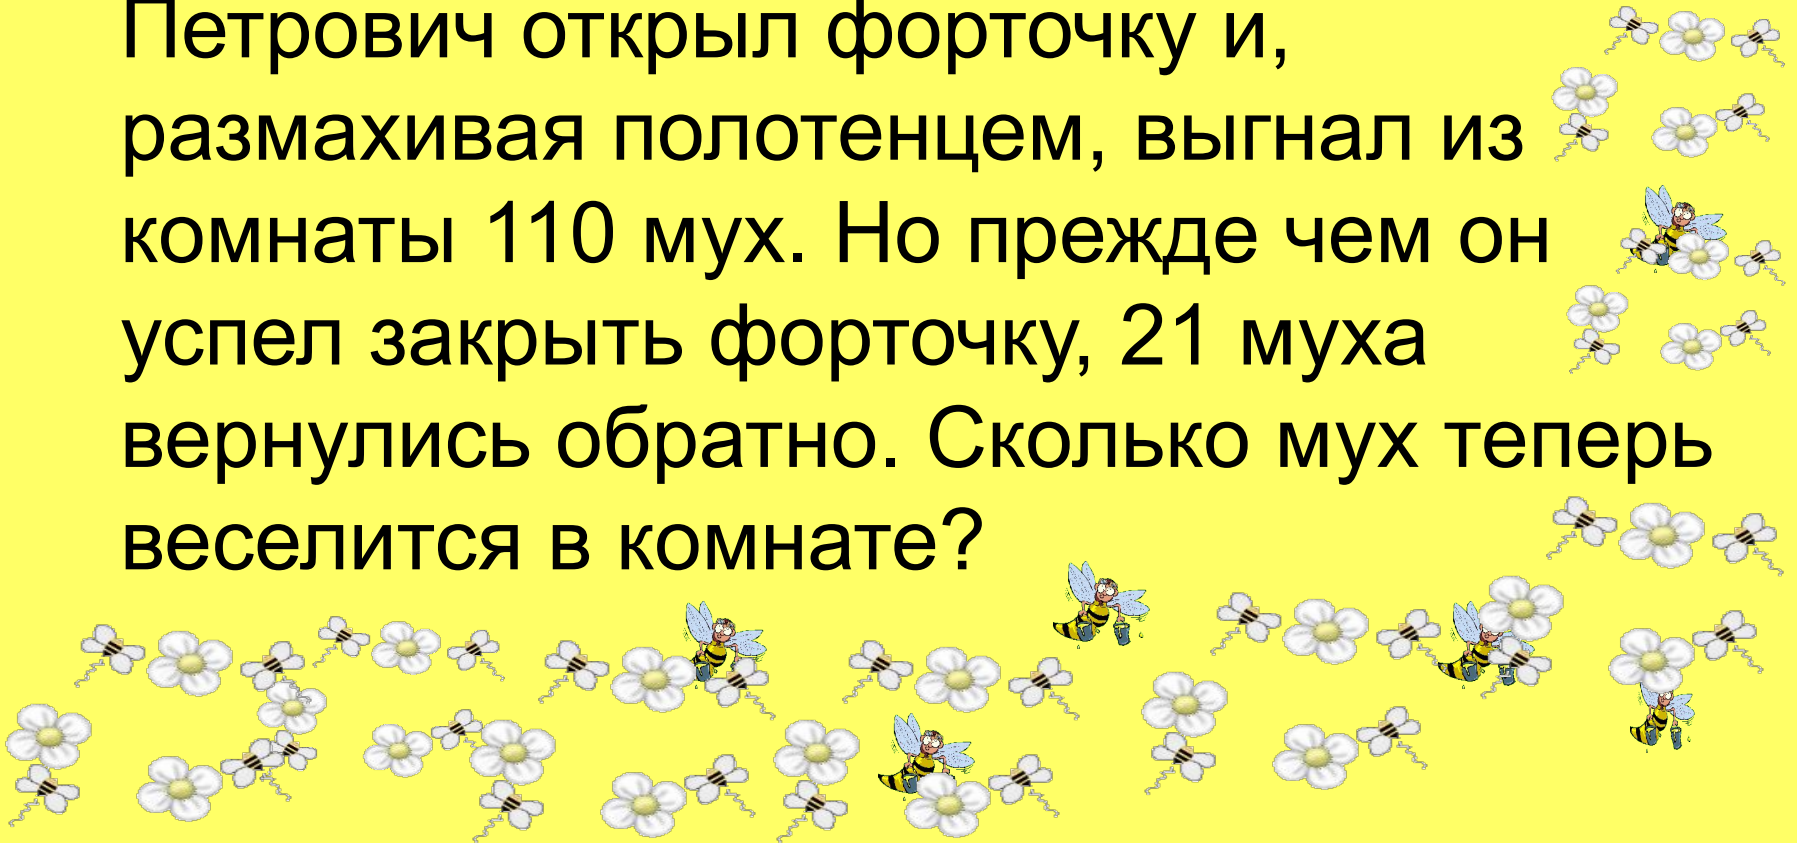 Петрович открыл форточку и,
размахивая полотенцем, выгнал из
комнаты 110 мух. Но прежде чем он
успел закрыть форточку, 21 муха
вернулись обратно. Сколько мух теперь
веселится в комнате?